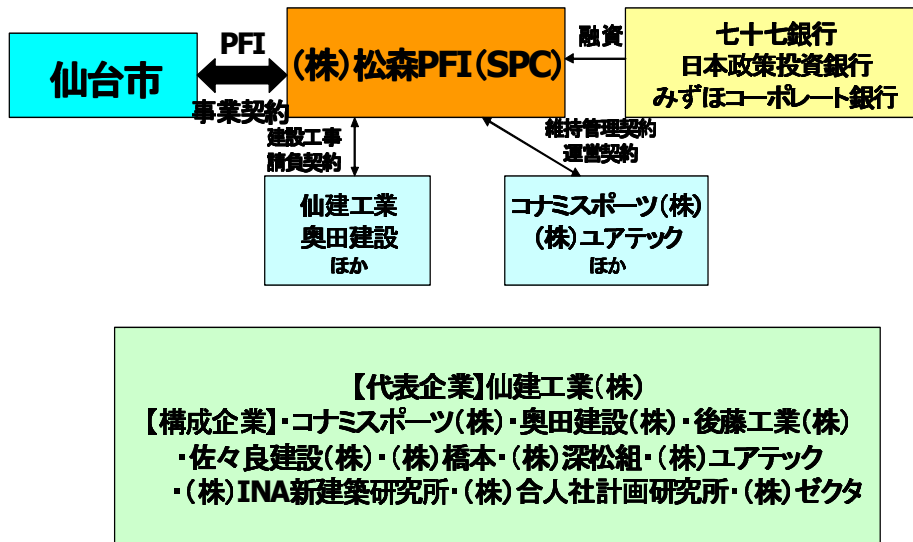 仙台市
PFI
事業契約
(株)松森PFI(SPC)
融資
七十七銀行
日本政策投資銀行
みずほコーポレート銀行
建設工事
請負契約
維持管理契約
運営契約
仙建工業
奥田建設
ほか
コナミスポーツ(株)
(株)ユアテック
ほか
【代表企業】仙建工業(株)
【構成企業】・コナミスポーツ(株)・奥田建設(株)・後藤工業(株)
・佐々良建設(株)・(株)橋本・(株)深松組・(株)ユアテック
・(株)INA新建築研究所・(株)合人社計画研究所・(株)ゼクタ